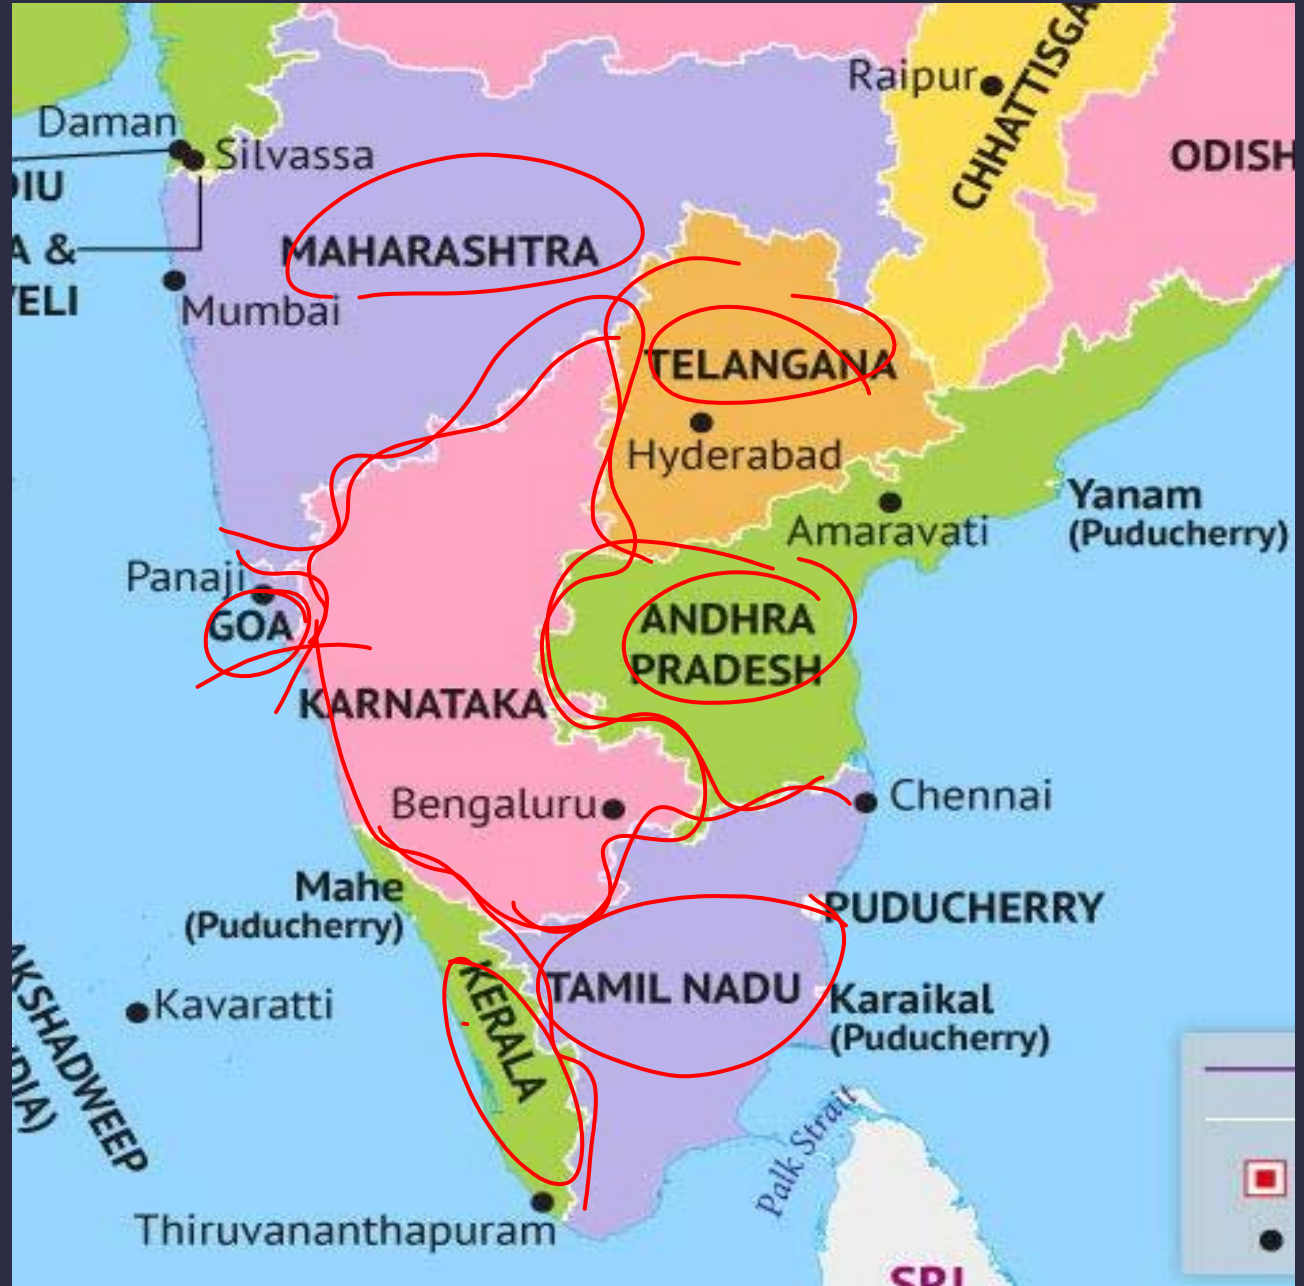 Raipur
CHHATTISGA
Daman
Silvassa
ODISH
IU
A &
MAHARASHTRA
VELI
Mumbai
TELANGANA
Hyderabad
Yanam
(Puducherry)
Amaravati
Panaji
GOA
ANDHRA
PRADESH
KARNATAKA
Bengaluru
Chennai
Mahe
(Puducherry)
PUDUCHERRY
TAMIL NADU
Karaikal
(Puducherry)
KERALA
Kavaratti
AKSHADWEEP
DIA)
Palk Strait
Thiruvananthapuram
SRI